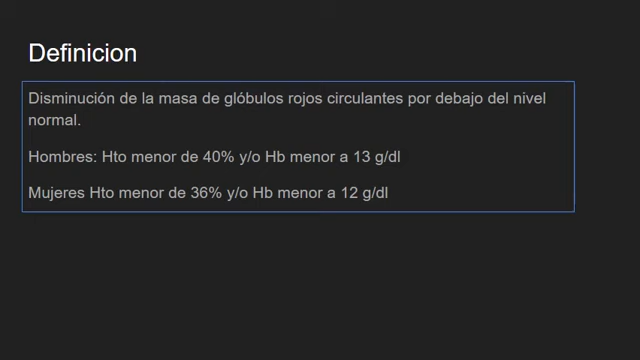 Definicion
Disminución de la masa de glóbulos rojos circulantes por debajo del nivel
normal.
Hombres: Hto menor de 40% y/o Hb menor a 13 g/dl
Mujeres Hto menor de 36% y/o Hb menor a 12 g/dl